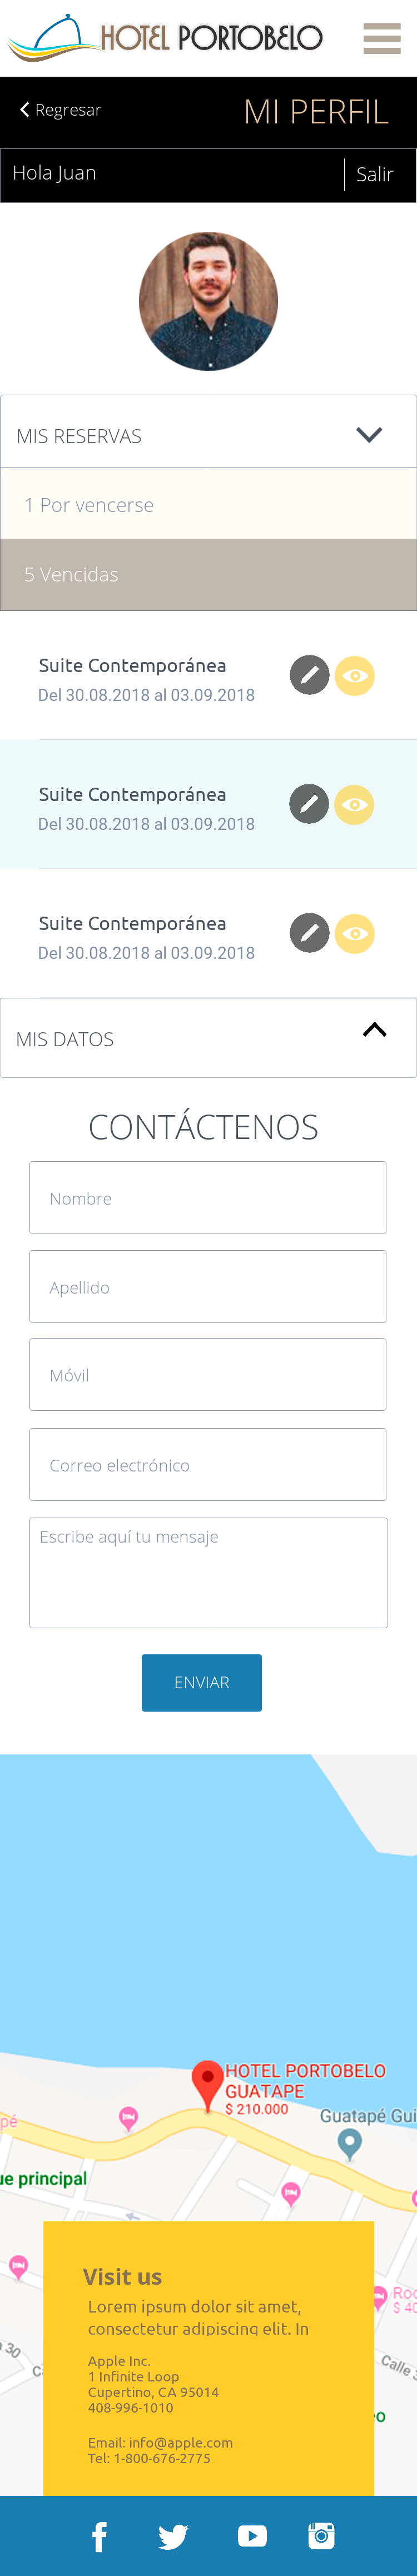 HOTEL PORTOBELO
Regresar
MI PERFIL
Hola Juan
Salir
MIS RESERVAS
1 Por vencerse
5 Vencidas
Suite Contemporánea
Del 30.08.2018 al 03.09.2018
Suite Contemporánea
Del 30.08.2018 al 03.09.2018
Suite Contemporánea
Del 30.08.2018 al 03.09.2018
MIS DATOS
CONTÁCTENOS
Nombre
Apellido
Móvil
Correo electrónico
Escribe aquí tu mensaje
ENVIAR
HOTEL PORTOBELO
GUATAPE
$ 210.000
Guatapé Gui
pé
ue principal
Visit us
Lorem ipsum dolor sit amet,
consectetur adipiscing elit. In
Roc
$ 40
Calle 3
Apple Inc.
1 Infinite Loop
Cupertino, CA 95014
408-996-1010
Email: info@apple.com
Tel: 1-800-676-2775